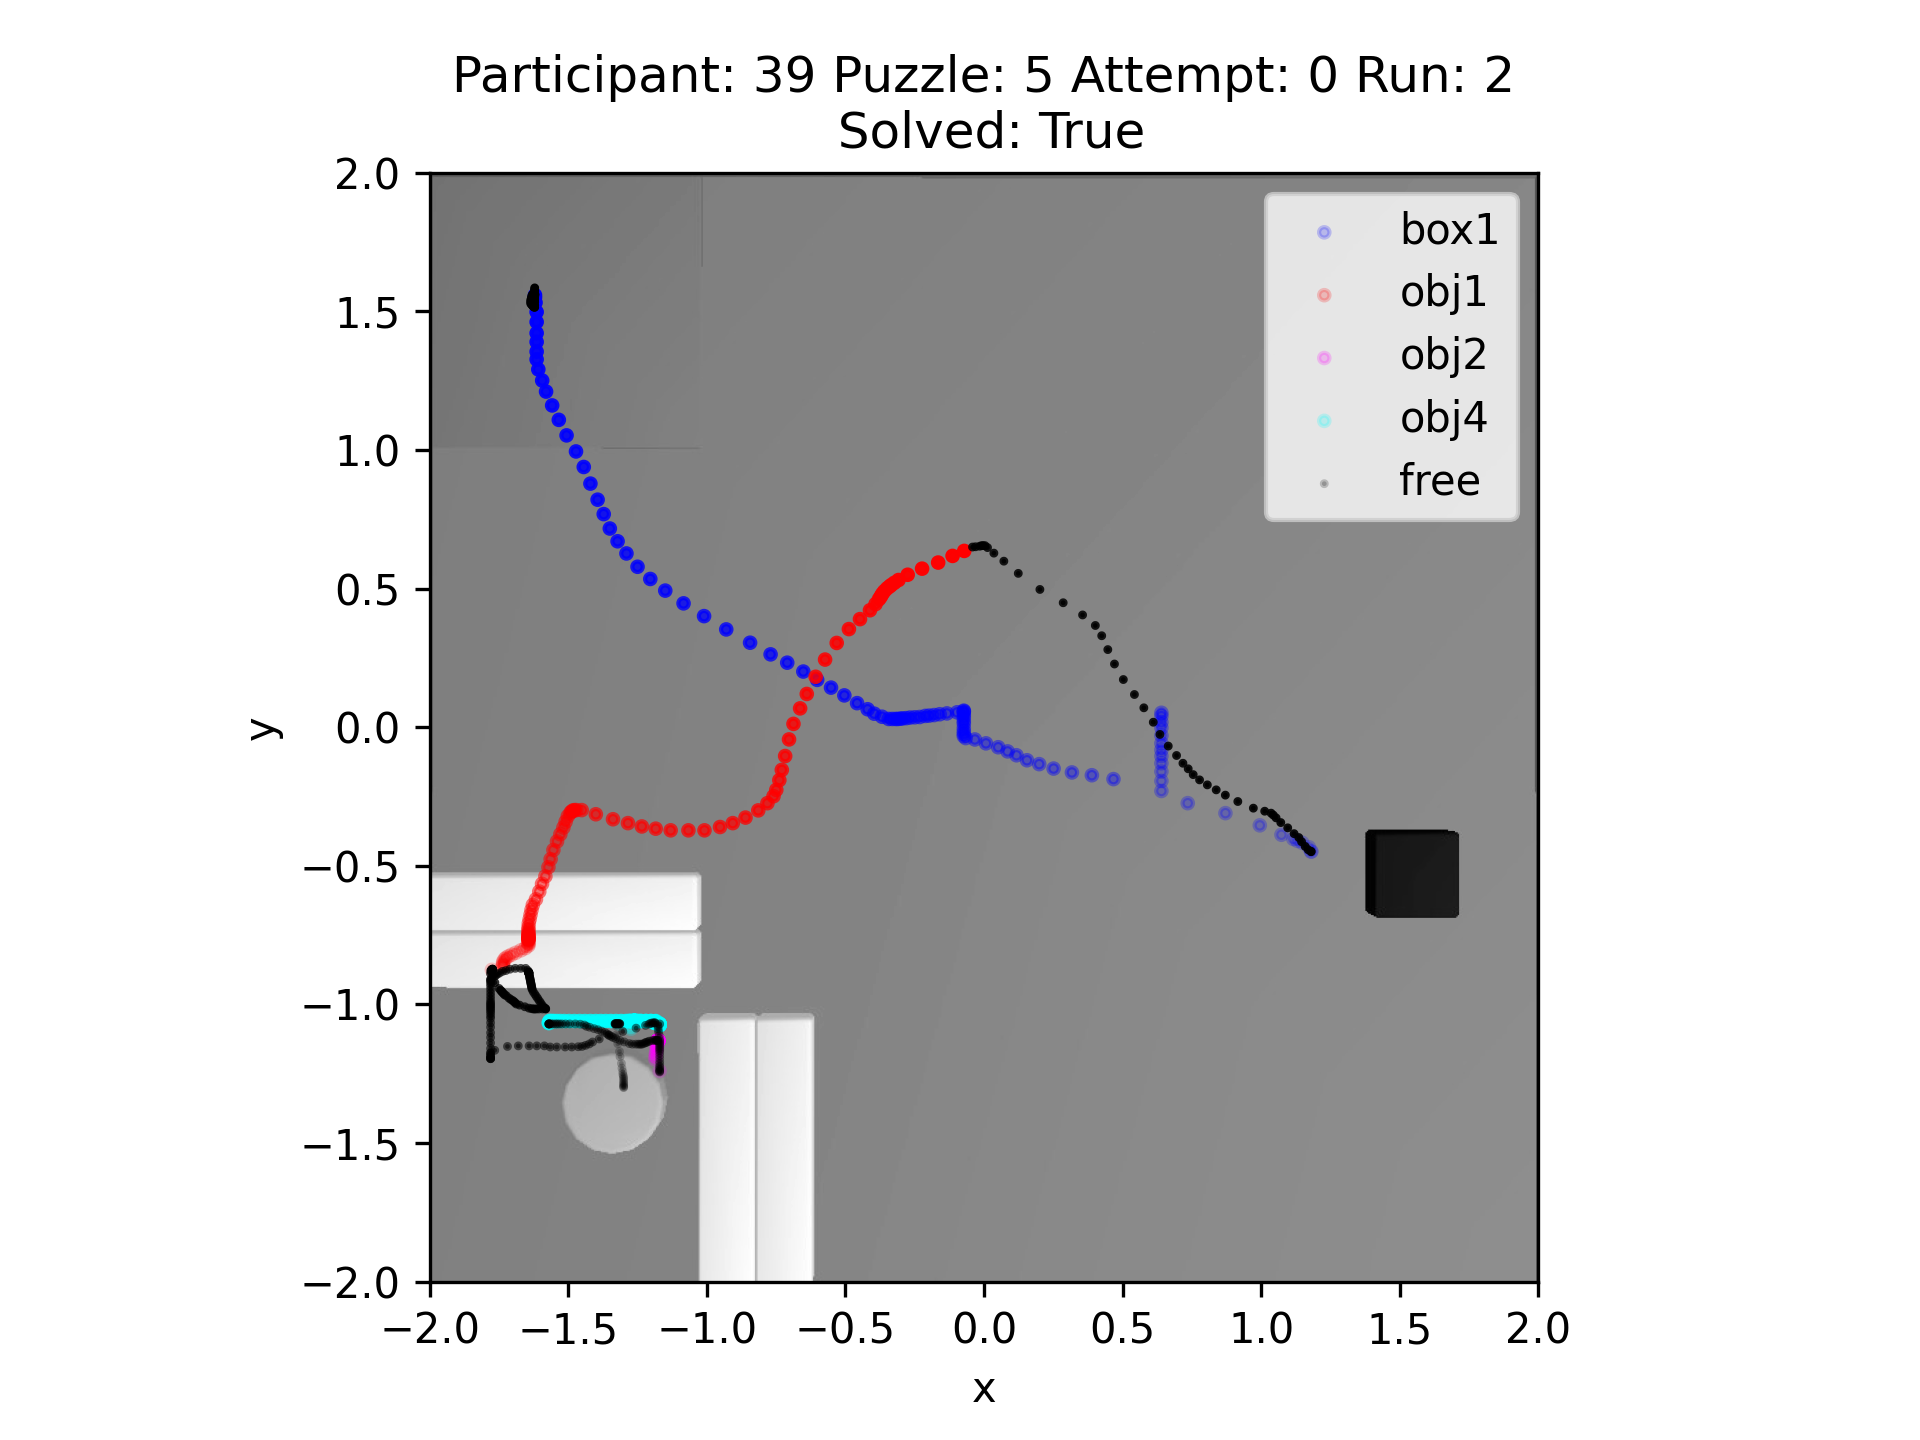 Participant: 39 Puzzle: 5 Attempt: 0 Run: 2
Solved: True
2.0
1.5
1.0
0.5
0.0
−0.5
−1.0
−1.5
−2.0
y
box1
obj1
obj2
obj4
free
−2.0 −1.5 −1.0 −0.5 0.0 0.5 1.0 1.5 2.0
x